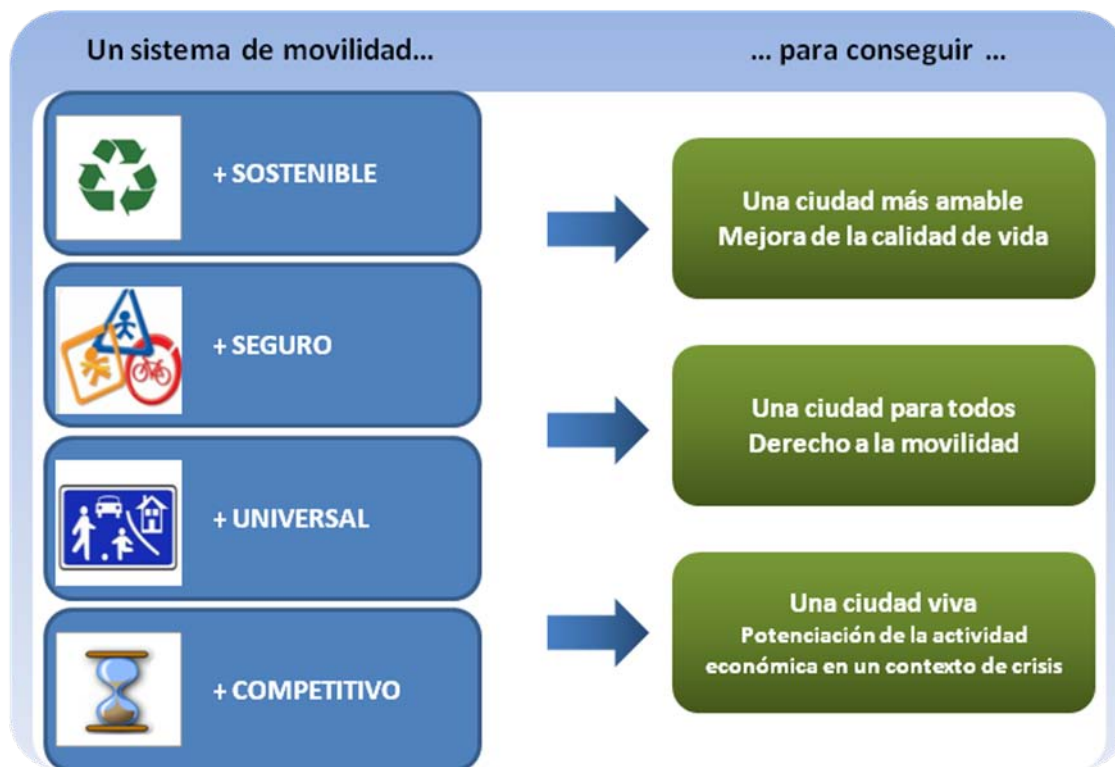 Un sistema de movilidad...
... para conseguir ...
+ SOSTENIBLE
+ SEGURO
+ UNIVERSAL
+ COMPETITIVO
Una ciudad más amable
Mejora de la calidad de vida
Una ciudad para todos
Derecho a la movilidad
Una ciudad viva
Potenciación de la actividad
económica en un contexto de crisis